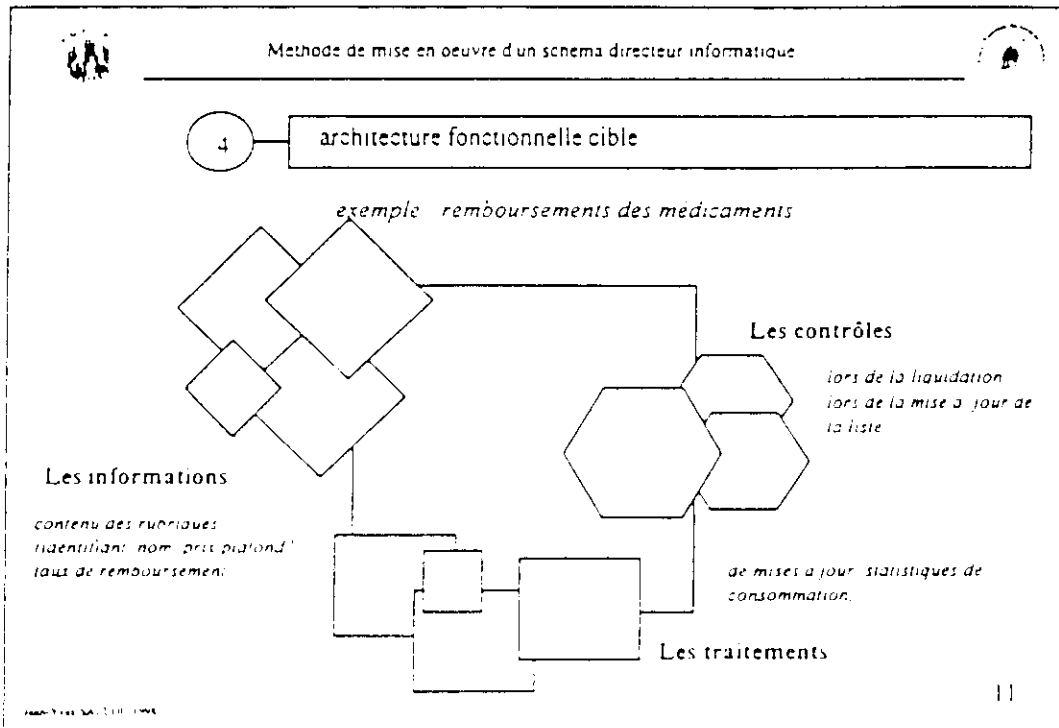 Methode de mise en oeuvre d'un schema directeur informatique
4
architecture fonctionnelle cible
exemple remboursements des médicaments
Les contrôles
lors de la liquidation
lors de la mise a jour de
la liste
Les informations
contenu des rubriques
nom prix plafond
taux de remboursement
de mises a jour statistiques de
consommation,
Les traitements
11